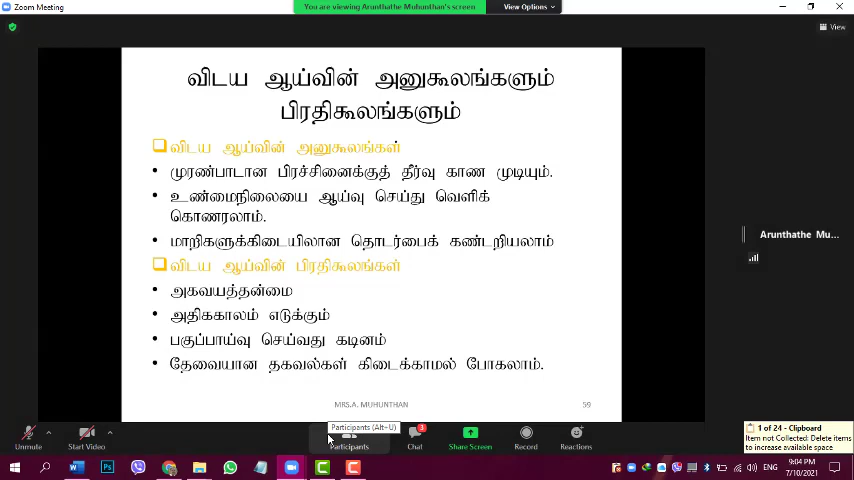 Zoom Meeting
You are viewing Arunthathe Muhunthan's screen
View Options
View
விடய ஆய்வின் அனுகூலங்களும்
பிரதிகூலங்களும்
விடய ஆய்வின் அனுகூலங்கள்
• முரண்பாடான பிரச்சினைக்குத் தீர்வு காண முடியும்.
• உண்மைநிலையை ஆய்வு செய்து வெளிக்
கொணரலாம்.
• மாறிகளுக்கிடையிலான தொடர்பைக் கண்டறியலாம்
விடய ஆய்வின் பிரதிகூலங்கள்
• அகவயத்தன்மை
• அதிககாலம் எடுக்கும்
• பகுப்பாய்வு செய்வது கடினம்
• தேவையான தகவல்கள் கிடைக்காமல் போகலாம்.
MRS.A. MUHUNTHAN
59
Arunthathe Mu...
Participants (Alt+U)
3
Unmute
Start Video
Participants
Chat
Share Screen
Record
Reactions
1 of 24 - Clipboard
Item not Collected: Delete items
to increase available space
ENG
9:04 PM
7/10/2021